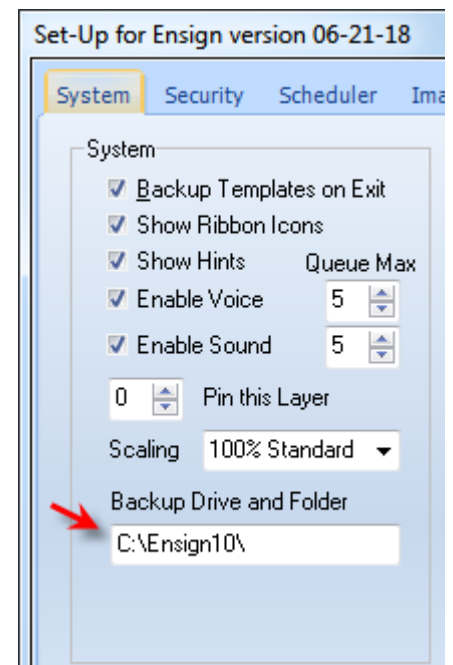 Set-Up for Ensign version 06-21-18
System Security Scheduler Ima
System
Backup Templates on Exit
Show Ribbon Icons
Show Hints Queue Max
Enable Voice 5
Enable Sound 5
0 Pin this Layer
Scaling 100% Standard
Backup Drive and Folder
C:\Ensign10\